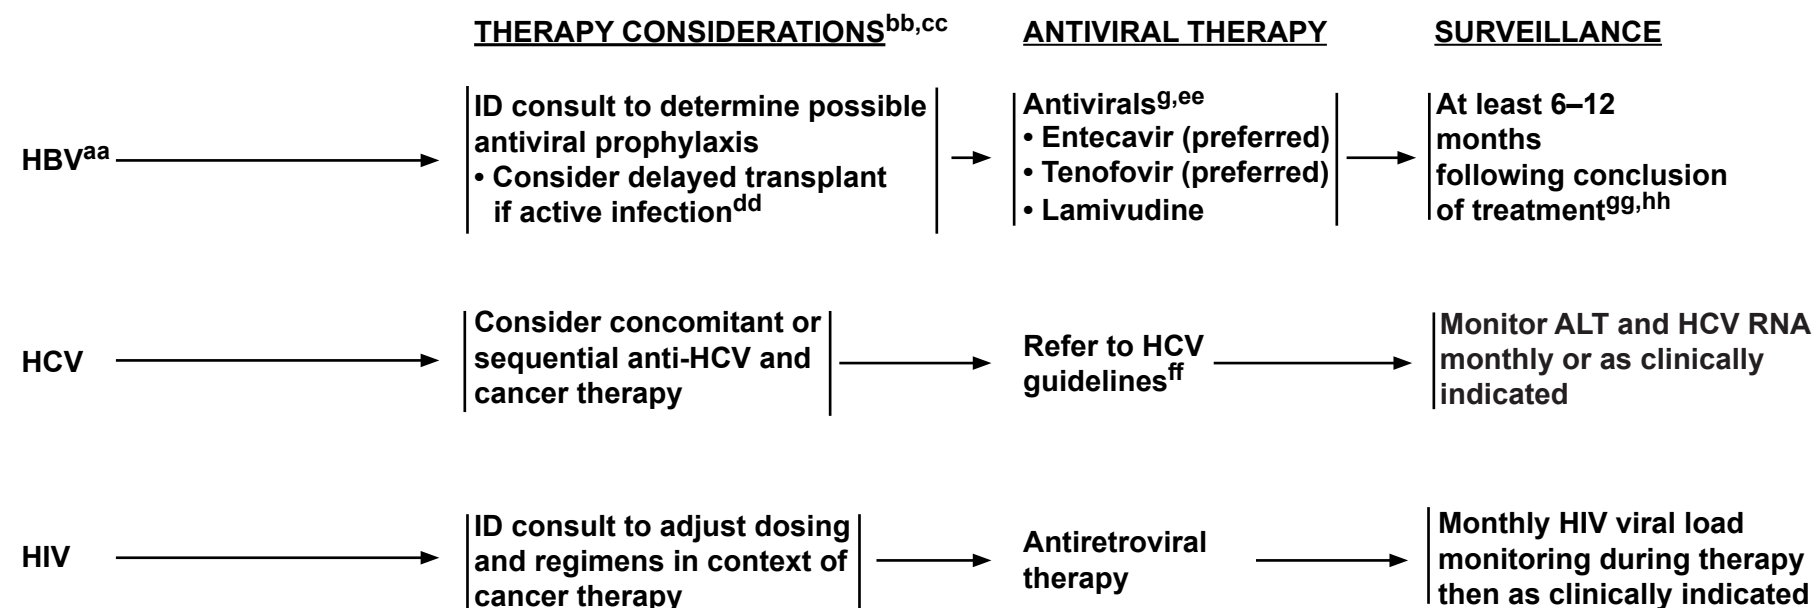 THERAPY CONSIDERATIONSbb,cc
ANTIVIRAL THERAPY
SURVEILLANCE
HBVaa
ID consult to determine possible
antiviral prophylaxis
• Consider delayed transplant
if active infectiondd
Antiviralsg,ee
• Entecavir (preferred)
• Tenofovir (preferred)
• Lamivudine
At least 6–12
months
following conclusion
of treatmentgg,hh
HCV
Consider concomitant or
sequential anti-HCV and
cancer therapy
Refer to HCV
guidelinesff
Monitor ALT and HCV RNA
monthly or as clinically
indicated
HIV
ID consult to adjust dosing
and regimens in context of
cancer therapy
Antiretroviral
therapy
Monthly HIV viral load
monitoring during therapy
then as clinically indicated